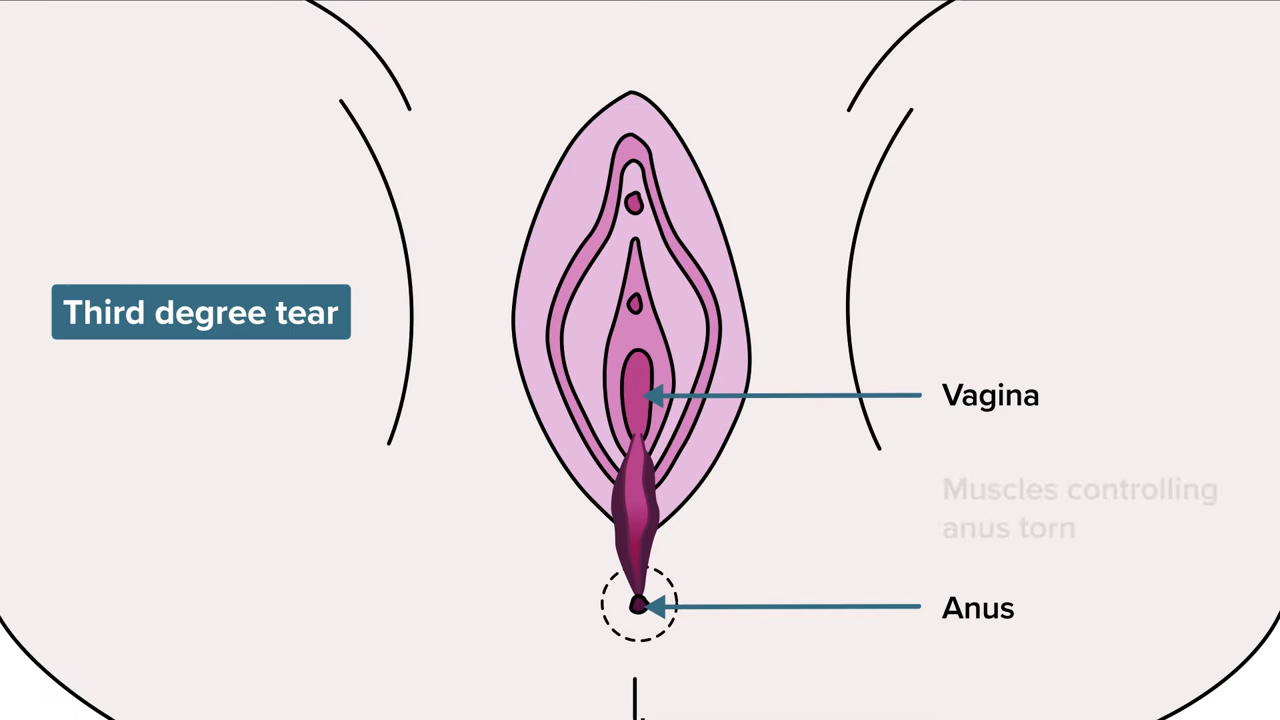 Third degree tear
Vagina
Muscles controlling
anus torn
Anus